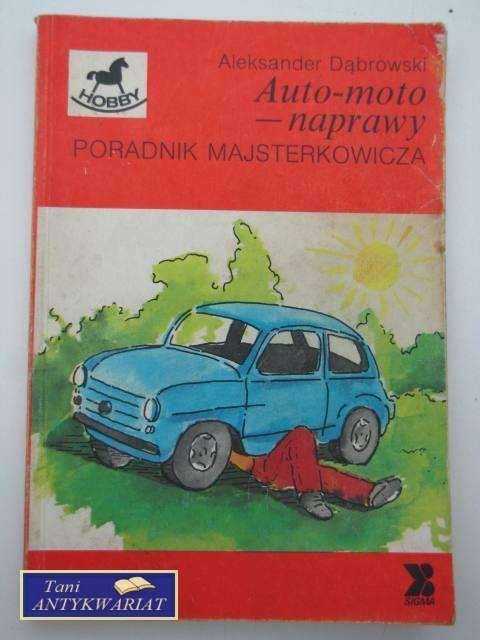 HOBBY
Aleksander Dąbrowski
Auto-moto
—naprawy
PORADNIK MAJSTERKOWICZA
SIGMA
Tani
ANTYKWARIAT